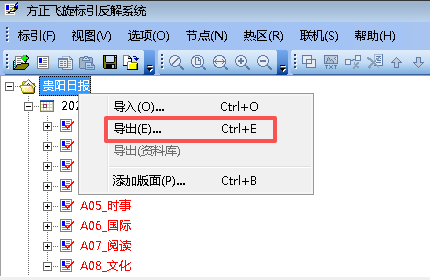 方正飞旋标引反解系统
标引(F) 视图(V) 选项(O) 节点(N) 热区(R) 联机(S) 帮助(H)
TXT
贵阳日报
202
导入(O)... Ctrl+O
导出(E)... Ctrl+E
导出(资料库)
添加版面(P)... Ctrl+B
A05_时事
A06_国际
A07_阅读
A08_文化